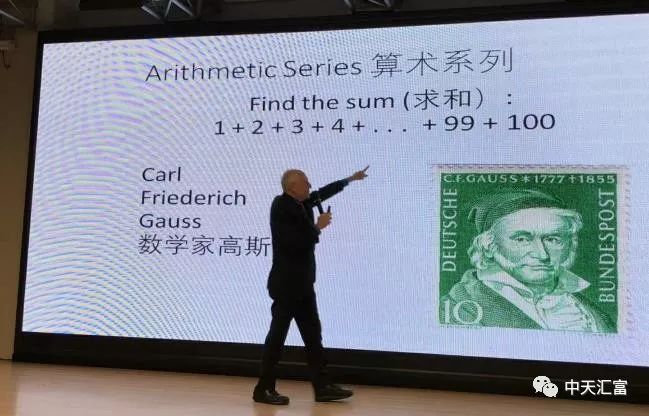 Arithmetic Series 算术系列
Find the sum (求和）:
1 + 2 + 3 + 4 + . . . + 99 + 100
Carl
Friederich
Gauss
数学家高斯
C.F.GAUSS * 1777 + 1855
DEUTSCHE
BUNDESPOST
10
中天汇富